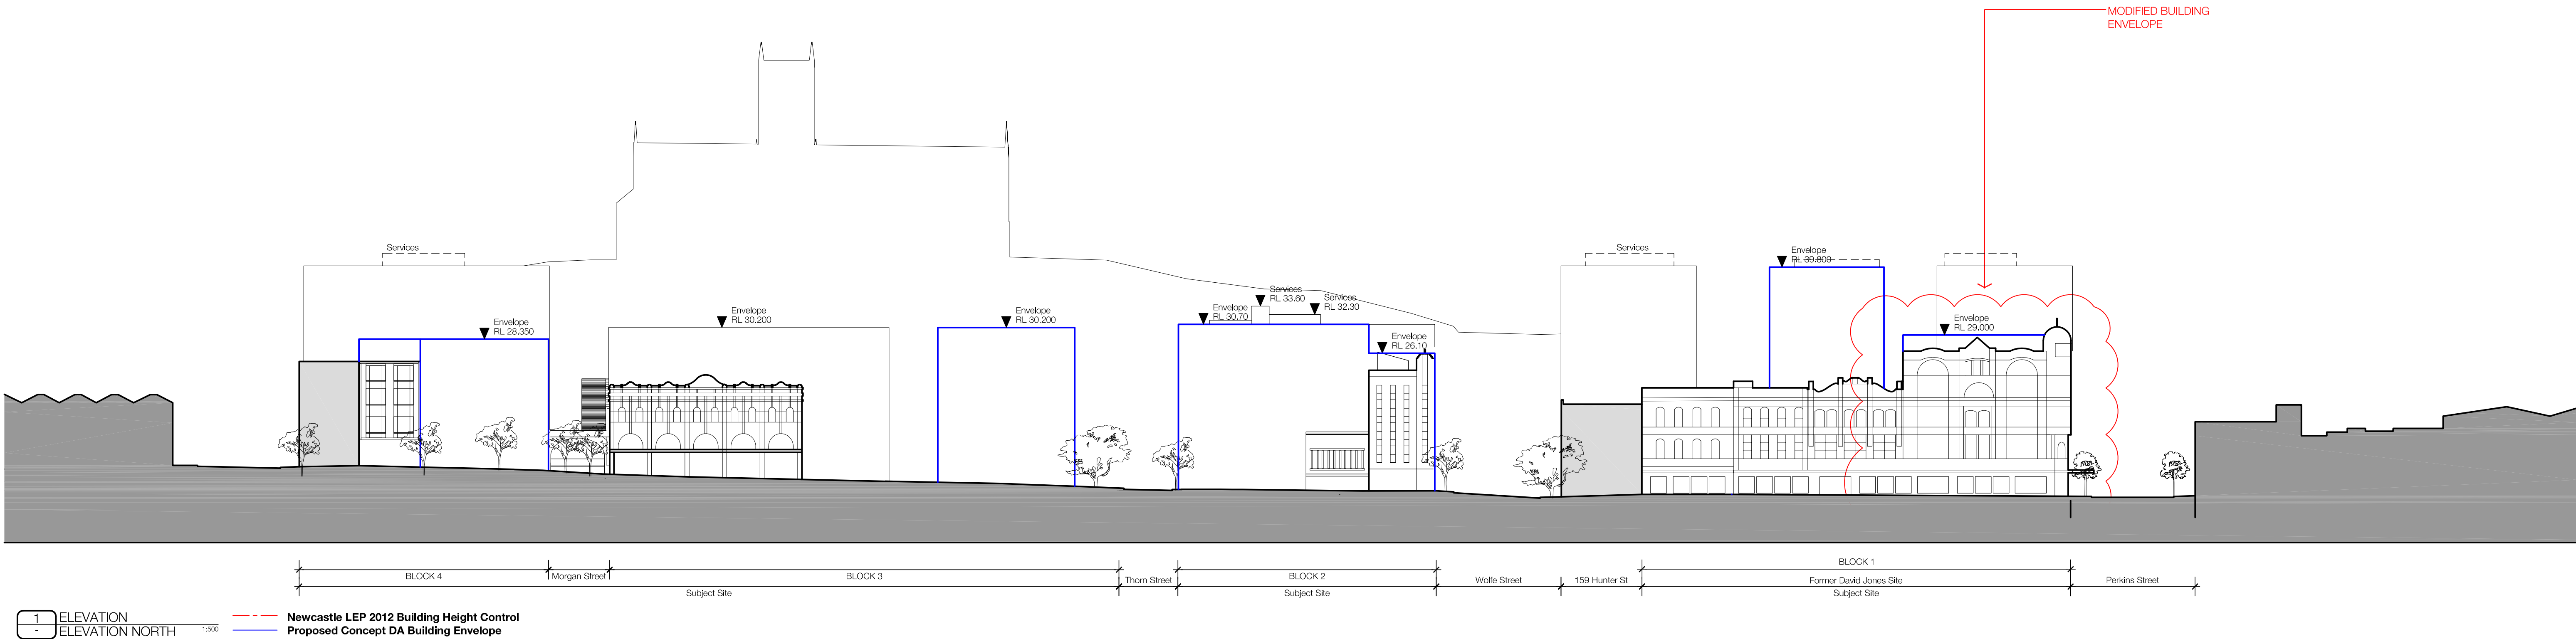 MODIFIED BUILDING
ENVELOPE
Services
Envelope
RL 28.350
Envelope
RL 30.200
Envelope
RL 30.200
Envelope
RL 30.70
Services
RL 33.60
Services
RL 32.30
Envelope
RL 26.10
Services
Envelope
RL 39.800
Envelope
RL 29.000
BLOCK 4
Morgan Street
BLOCK 3
Thorn Street
BLOCK 2
Wolfe Street
159 Hunter St
BLOCK 1
Former David Jones Site
Perkins Street
Subject Site
Subject Site
Subject Site
1
-
ELEVATION
ELEVATION NORTH
1:500
Newcastle LEP 2012 Building Height Control
Proposed Concept DA Building Envelope